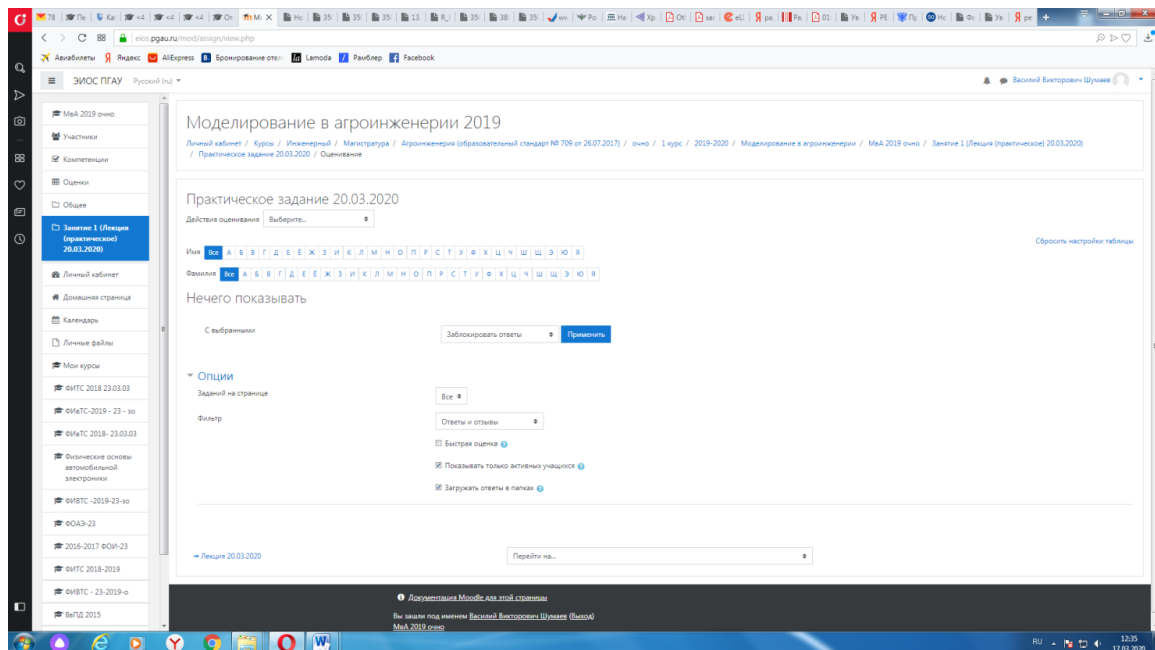 eios.pgau.ru/mod/assign/view.php
Авиабилеты Яндекс AliExpress Бронирование отеле Lamoda Рамблер Facebook
ЭИОС ПГАУ Русский (ru)
Василий Викторович Шумаев
МвА 2019 очно
Участники
Компетенции
Оценки
Общее
Занятие 1 (Лекция
(практическое)
20.03.2020)
Личный кабинет
Домашняя страница
Календарь
Личные файлы
Мои курсы
ФИТС 2018 23.03.03
ФИвТС-2019 - 23 - зо
ФИвТС 2018- 23.03.03
Физические основы
автомобильной
электроники
ФИВТС -2019-23-зо
ФОАЭ-23
2016-2017 ФОИ-23
ФИТС 2018-2019
ФИВТС - 23-2019-о
ВвПД 2015
Моделирование в агроинженерии 2019
Личный кабинет / Курсы / Инженерный / Магистратура / Агроинженерия (образовательный стандарт № 709 от 26.07.2017) / очно / 1 курс / 2019-2020 / Моделирование в агроинженерии / МвА 2019 очно / Занятие 1 (Лекция (практическое) 20.03.2020)
/ Практическое задание 20.03.2020 / Оценивание
Практическое задание 20.03.2020
Действия оценивания Выберите...
Сбросить настройки таблицы
Имя Все А Б В Г Д Е Ё Ж З И К Л М Н О П Р С Т У Ф Х Ц Ч Ш Щ Э Ю Я
Фамилия Все А Б В Г Д Е Ё Ж З И К Л М Н О П Р С Т У Ф Х Ц Ч Ш Щ Э Ю Я
Нечего показывать
С выбранными Заблокировать ответы Применить
Опции
Заданий на странице Все
Фильтр Ответы и отзывы
Быстрая оценка
Показывать только активных учащихся
Загружать ответы в папках
→ Лекция 20.03.2020 Перейти на...
Документация Moodle для этой страницы
Вы зашли под именем Василий Викторович Шумаев (Выход)
МвА 2019 очно
RU 12:35
17.03.2020